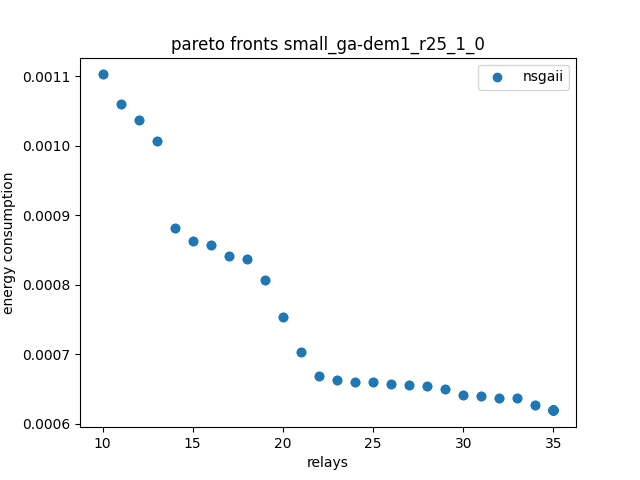 pareto fronts small_ga-dem1_r25_1_0
nsgaii
0.0011
0.0010
0.0009
0.0008
0.0007
0.0006
energy consumption
10 15 20 25 30 35
relays